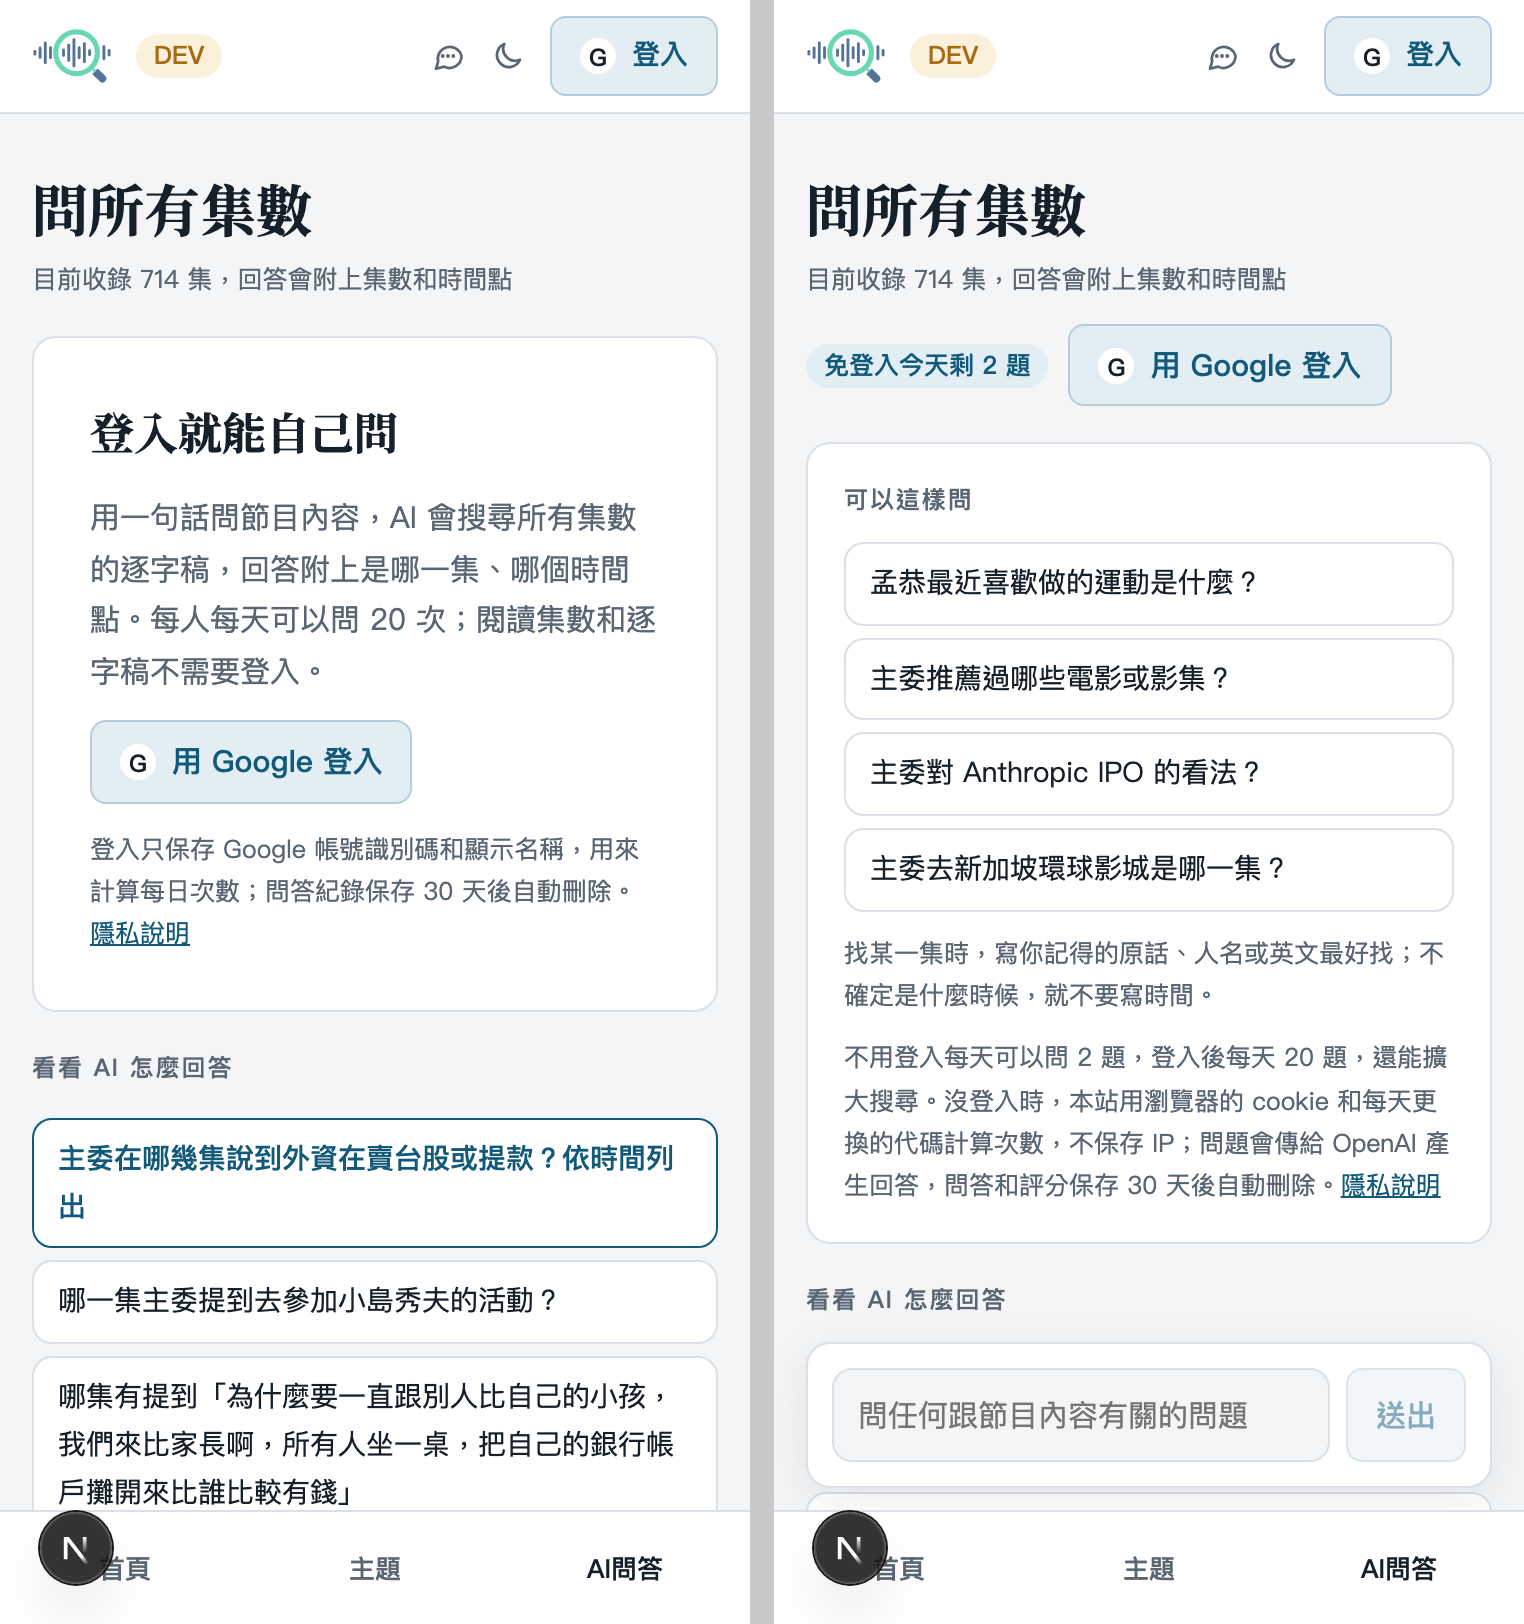 DEV
G 登入
問所有集數
目前收錄 714 集，回答會附上集數和時間點
登入就能自己問
用一句話問節目內容，AI 會搜尋所有集數
的逐字稿，回答附上是哪一集、哪個時間
點。每人每天可以問 20 次；閱讀集數和逐
字稿不需要登入。
G 用 Google 登入
登入只保存 Google 帳號識別碼和顯示名稱，用來
計算每日次數；問答紀錄保存 30 天後自動刪除。
隱私說明
看看 AI 怎麼回答
主委在哪幾集說到外資在賣台股或提款？依時間列
出
哪一集主委提到去參加小島秀夫的活動？
哪集有提到「為什麼要一直跟別人比自己的小孩，
我們來比家長啊，所有人坐一桌，把自己的銀行帳
戶攤開來比誰比較有錢」
N
首頁
主題
AI問答
DEV
G 登入
問所有集數
目前收錄 714 集，回答會附上集數和時間點
免登入今天剩 2 題
G 用 Google 登入
可以這樣問
孟恭最近喜歡做的運動是什麼？
主委推薦過哪些電影或影集？
主委對 Anthropic IPO 的看法？
主委去新加坡環球影城是哪一集？
找某一集時，寫你記得的原話、人名或英文最好找；不
確定是什麼時候，就不要寫時間。
不用登入每天可以問 2 題，登入後每天 20 題，還能擴
大搜尋。沒登入時，本站用瀏覽器的 cookie 和每天更
換的代碼計算次數，不保存 IP；問題會傳給 OpenAI 產
生回答，問答和評分保存 30 天後自動刪除。隱私說明
看看 AI 怎麼回答
問任何跟節目內容有關的問題
送出
N
首頁
主題
AI問答